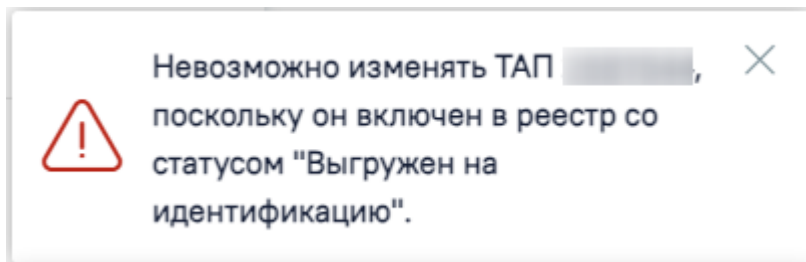 Невозможно изменять ТАП ,
поскольку он включен в реестр со
статусом "Выгружен на
идентификацию".